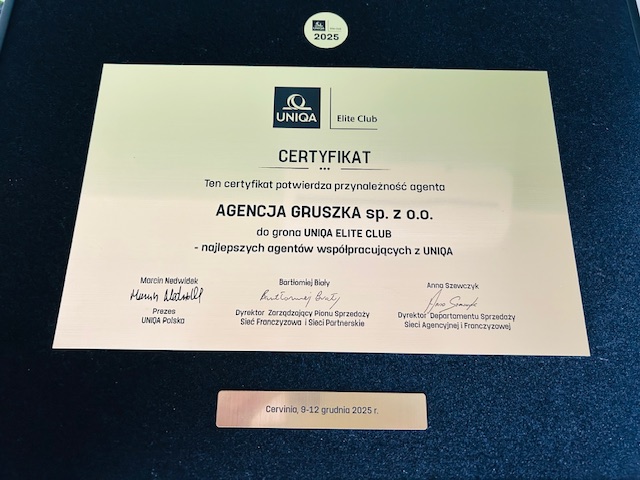 2025
UNIQA
Elite Club
CERTYFIKAT
Ten certyfikat potwierdza przynależność agenta
AGENCJA GRUSZKA sp. z o.o.
do grona UNIQA ELITE CLUB
- najlepszych agentów współpracujących z UNIQA
Marcin Nedwidek
Prezes
UNIQA Polska
Bartłomiej Biały
Bartłomiej Biały
Dyrektor Zarządzający Pionu Sprzedaży
Sieć Franczyzowa i Sieci Partnerskie
Anna Szewczyk
Dyrektor Departamentu Sprzedaży
Sieci Agencyjnej i Franczyzowej
Cervinia, 9-12 grudnia 2025 r.